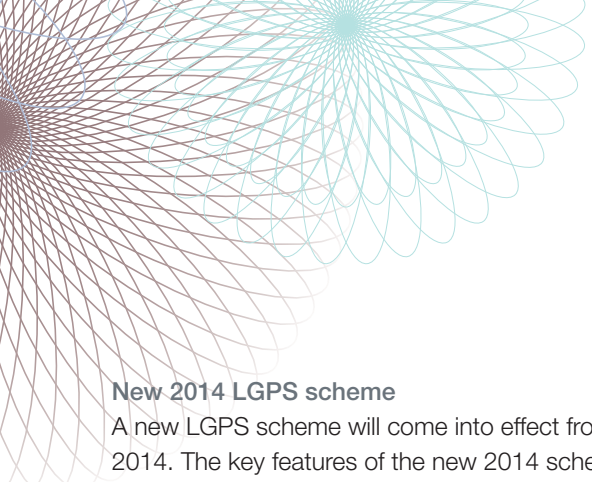 New 2014 LGPS scheme
A new LGPS scheme will come into effect fro
2014. The key features of the new 2014 sche